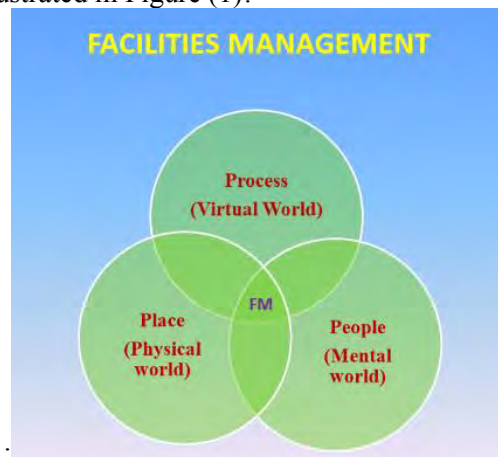 ustrated in Figure (1).
FACILITIES MANAGEMENT
Process
(Virtual World)
FM
Place
(Physical
world)
People
(Mental
world)
.